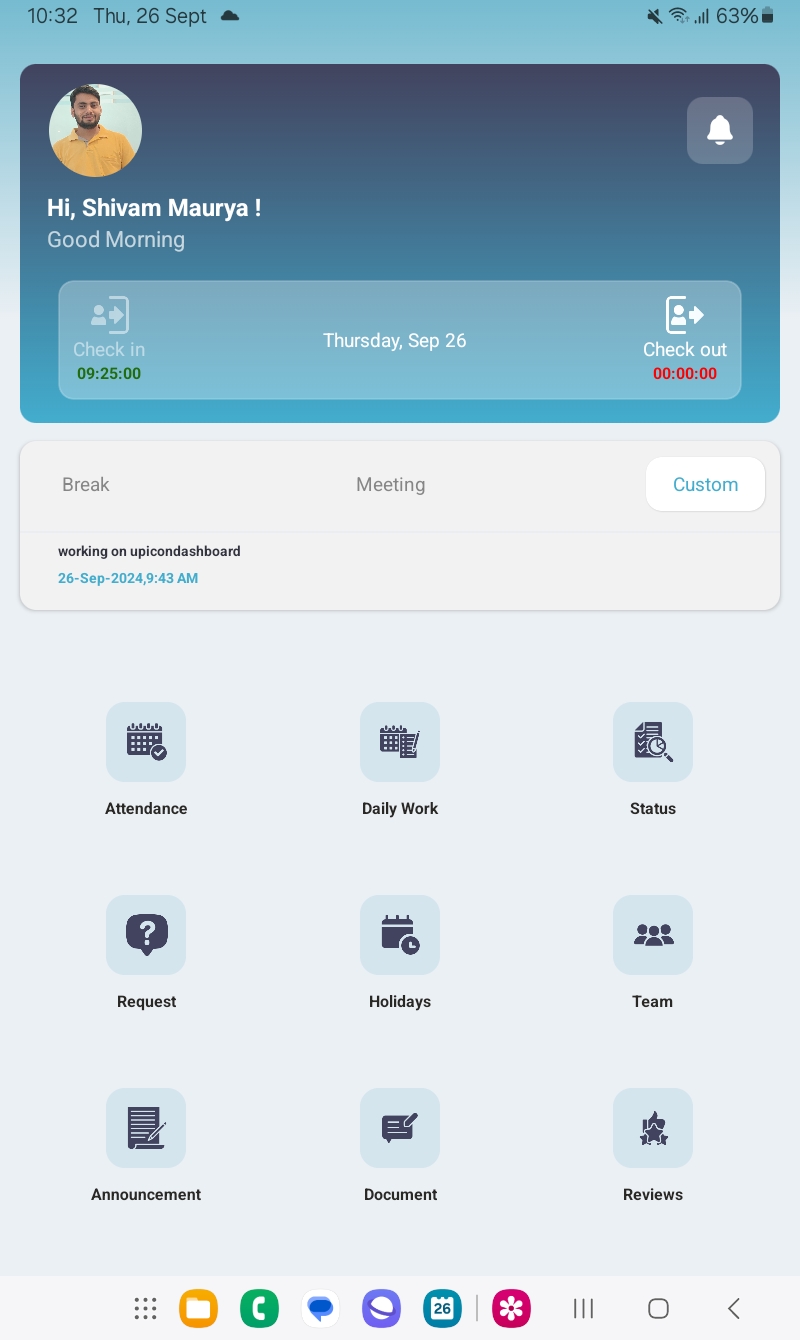 10:32 Thu, 26 Sept 63%
Hi, Shivam Maurya !
Good Morning
Check in
09:25:00
Thursday, Sep 26
Check out
00:00:00
Break Meeting Custom
working on upicondashboard
26-Sep-2024,9:43 AM
Attendance Daily Work Status
Request Holidays Team
Announcement Document Reviews
26